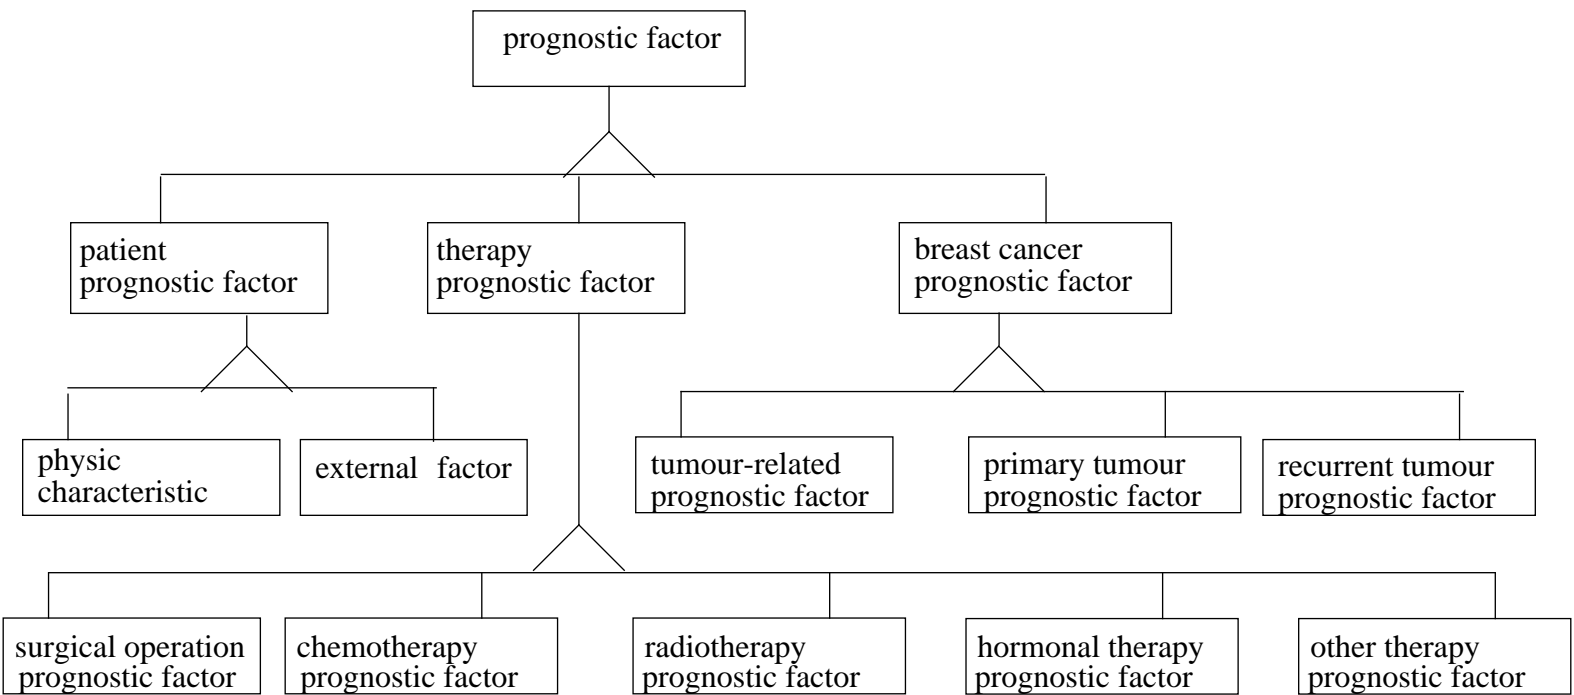 prognostic factor
patient
prognostic factor
therapy
prognostic factor
breast cancer
prognostic factor
physic
characteristic
external factor
tumour-related
prognostic factor
primary tumour
prognostic factor
recurrent tumour
prognostic factor
surgical operation
prognostic factor
chemotherapy
prognostic factor
radiotherapy
prognostic factor
hormonal therapy
prognostic factor
other therapy
prognostic factor